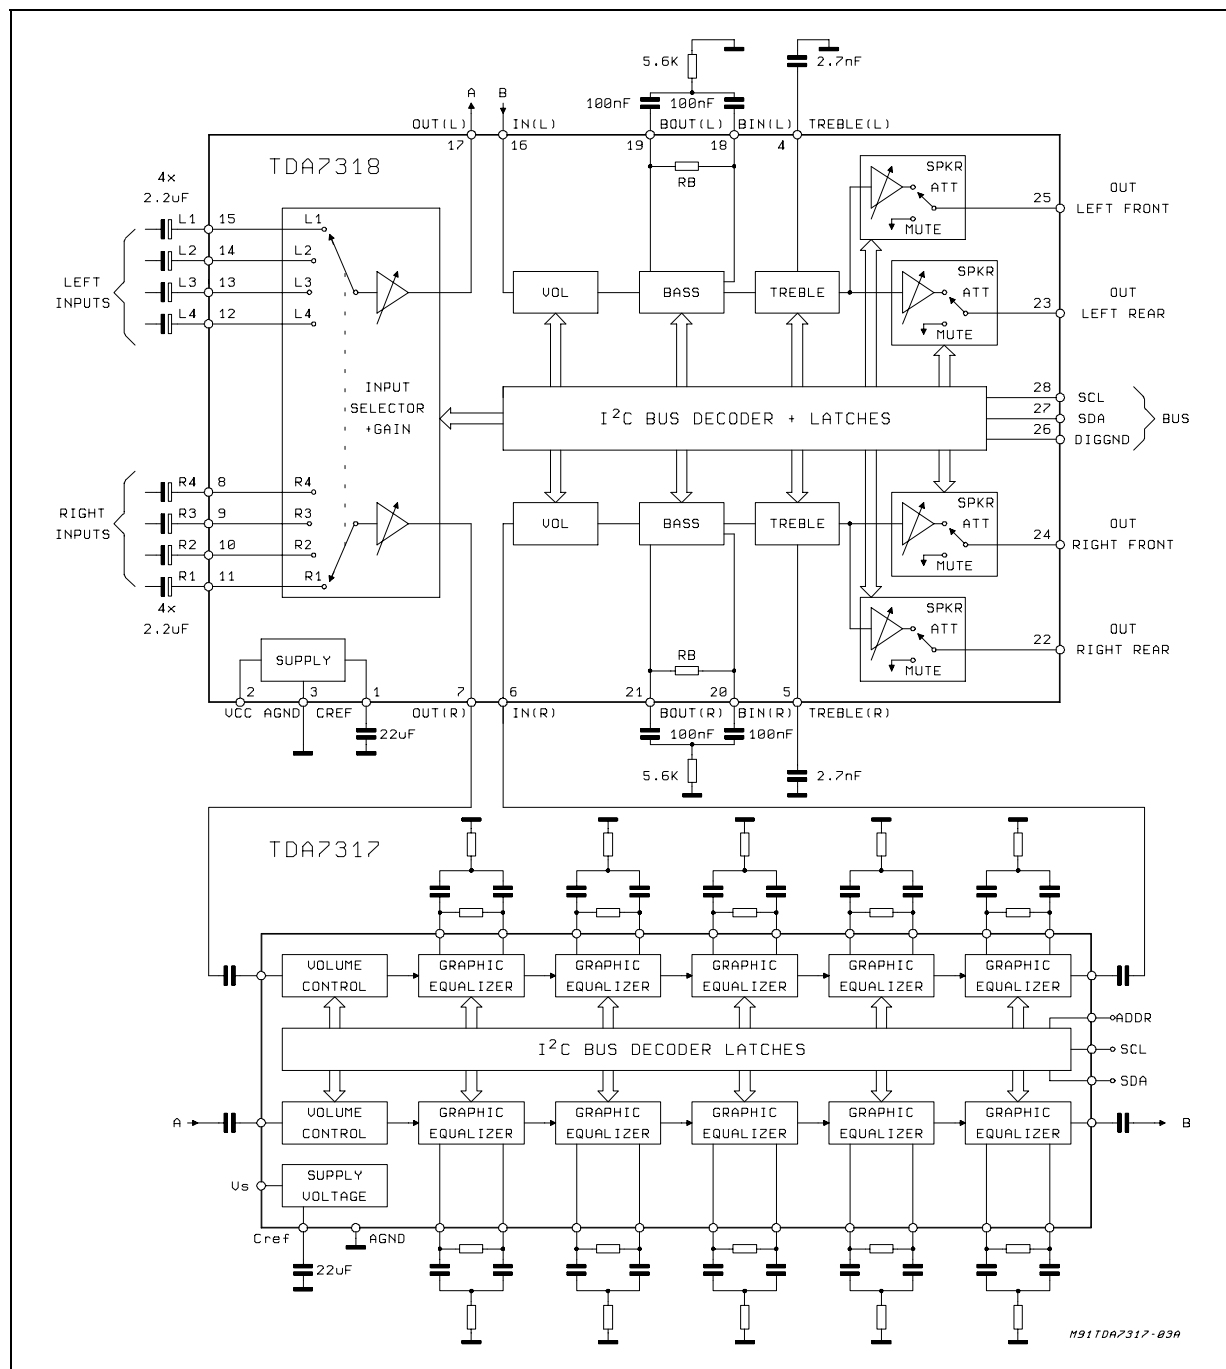 5.6K
2.7nF
A B
100nF 100nF
OUT(L) IN(L) BOUT(L) BIN(L) TREBLE(L)
17 16 19 18 4
TDA7318
RB
SPKR
ATT
MUTE
25
OUT
LEFT FRONT
4x
2.2uF
L1 15 L1
L2 14 L2
L3 13 L3
L4 12 L4
LEFT
INPUTS
VOL BASS TREBLE
SPKR
ATT
MUTE
23
OUT
LEFT REAR
INPUT
SELECTOR
+GAIN
I²C BUS DECODER + LATCHES
28 SCL
27 SDA
26 DIGGND
BUS
R4 8 R4
R3 9 R3
R2 10 R2
R1 11 R1
RIGHT
INPUTS
4x
2.2uF
VOL BASS TREBLE
SPKR
ATT
MUTE
24
OUT
RIGHT FRONT
SPKR
ATT
MUTE
22
OUT
RIGHT REAR
SUPPLY
RB
2 3 1 7 6 21 20 5
VCC AGND CREF OUT(R) IN(R) BOUT(R) BIN(R) TREBLE(R)
22uF
100nF 100nF
5.6K
2.7nF
TDA7317
VOLUME
CONTROL
GRAPHIC
EQUALIZER
GRAPHIC
EQUALIZER
GRAPHIC
EQUALIZER
GRAPHIC
EQUALIZER
GRAPHIC
EQUALIZER
I²C BUS DECODER LATCHES
ADDR
SCL
SDA
A
VOLUME
CONTROL
GRAPHIC
EQUALIZER
GRAPHIC
EQUALIZER
GRAPHIC
EQUALIZER
GRAPHIC
EQUALIZER
GRAPHIC
EQUALIZER
B
Vs
SUPPLY
VOLTAGE
Cref AGND
22uF
M91TDA7317-03A